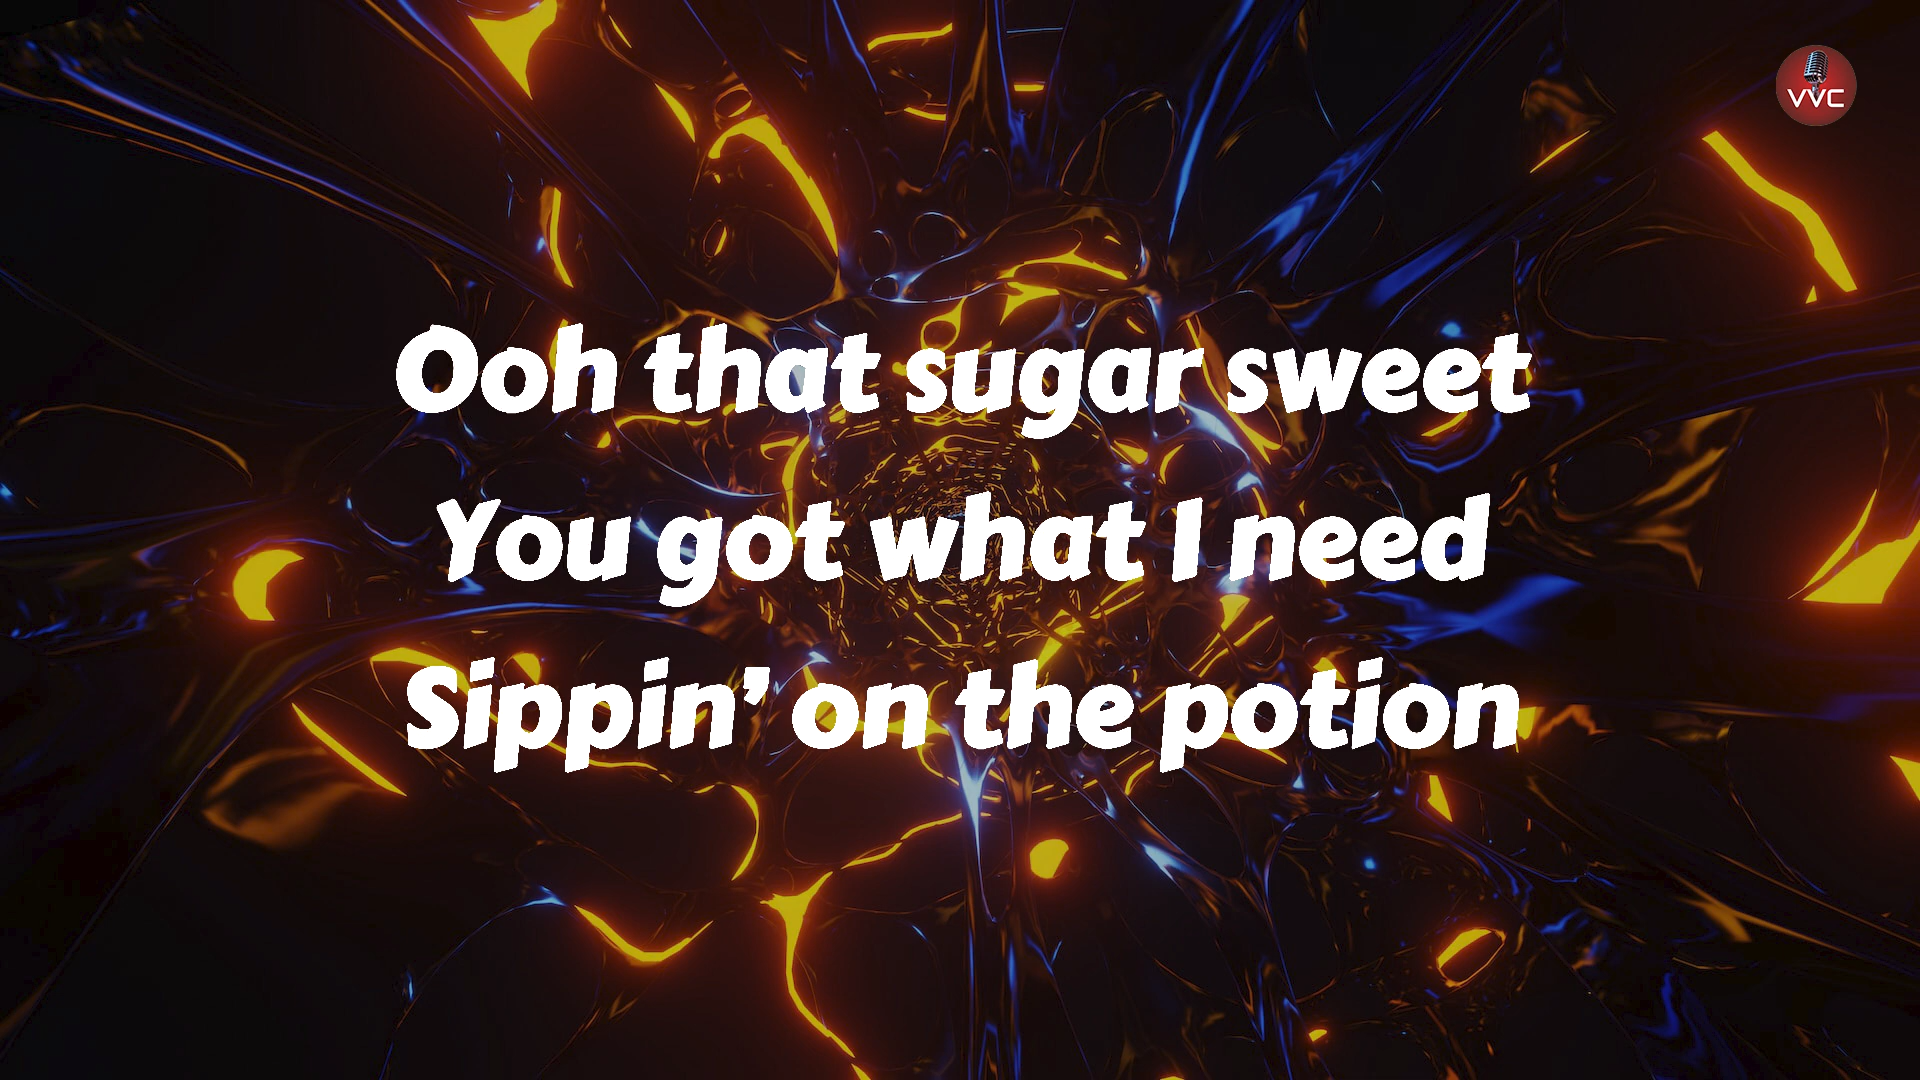 VVC
Ooh that sugar sweet
You got what I need
Sippin’ on the potion